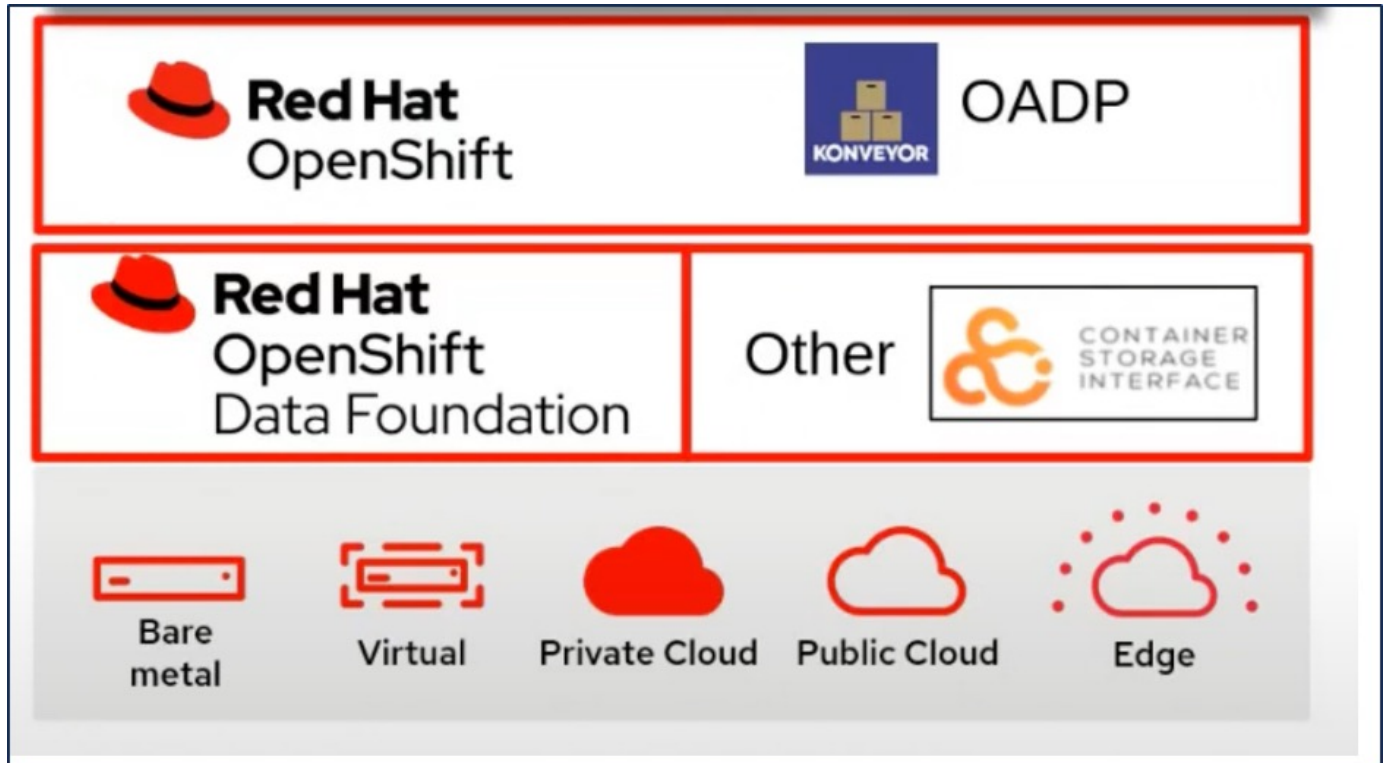 Red Hat
OpenShift
KONVEYOR
OADP
Red Hat
OpenShift
Data Foundation
Other
CONTAINER
STORAGE
INTERFACE
Bare
metal
Virtual
Private Cloud
Public Cloud
Edge